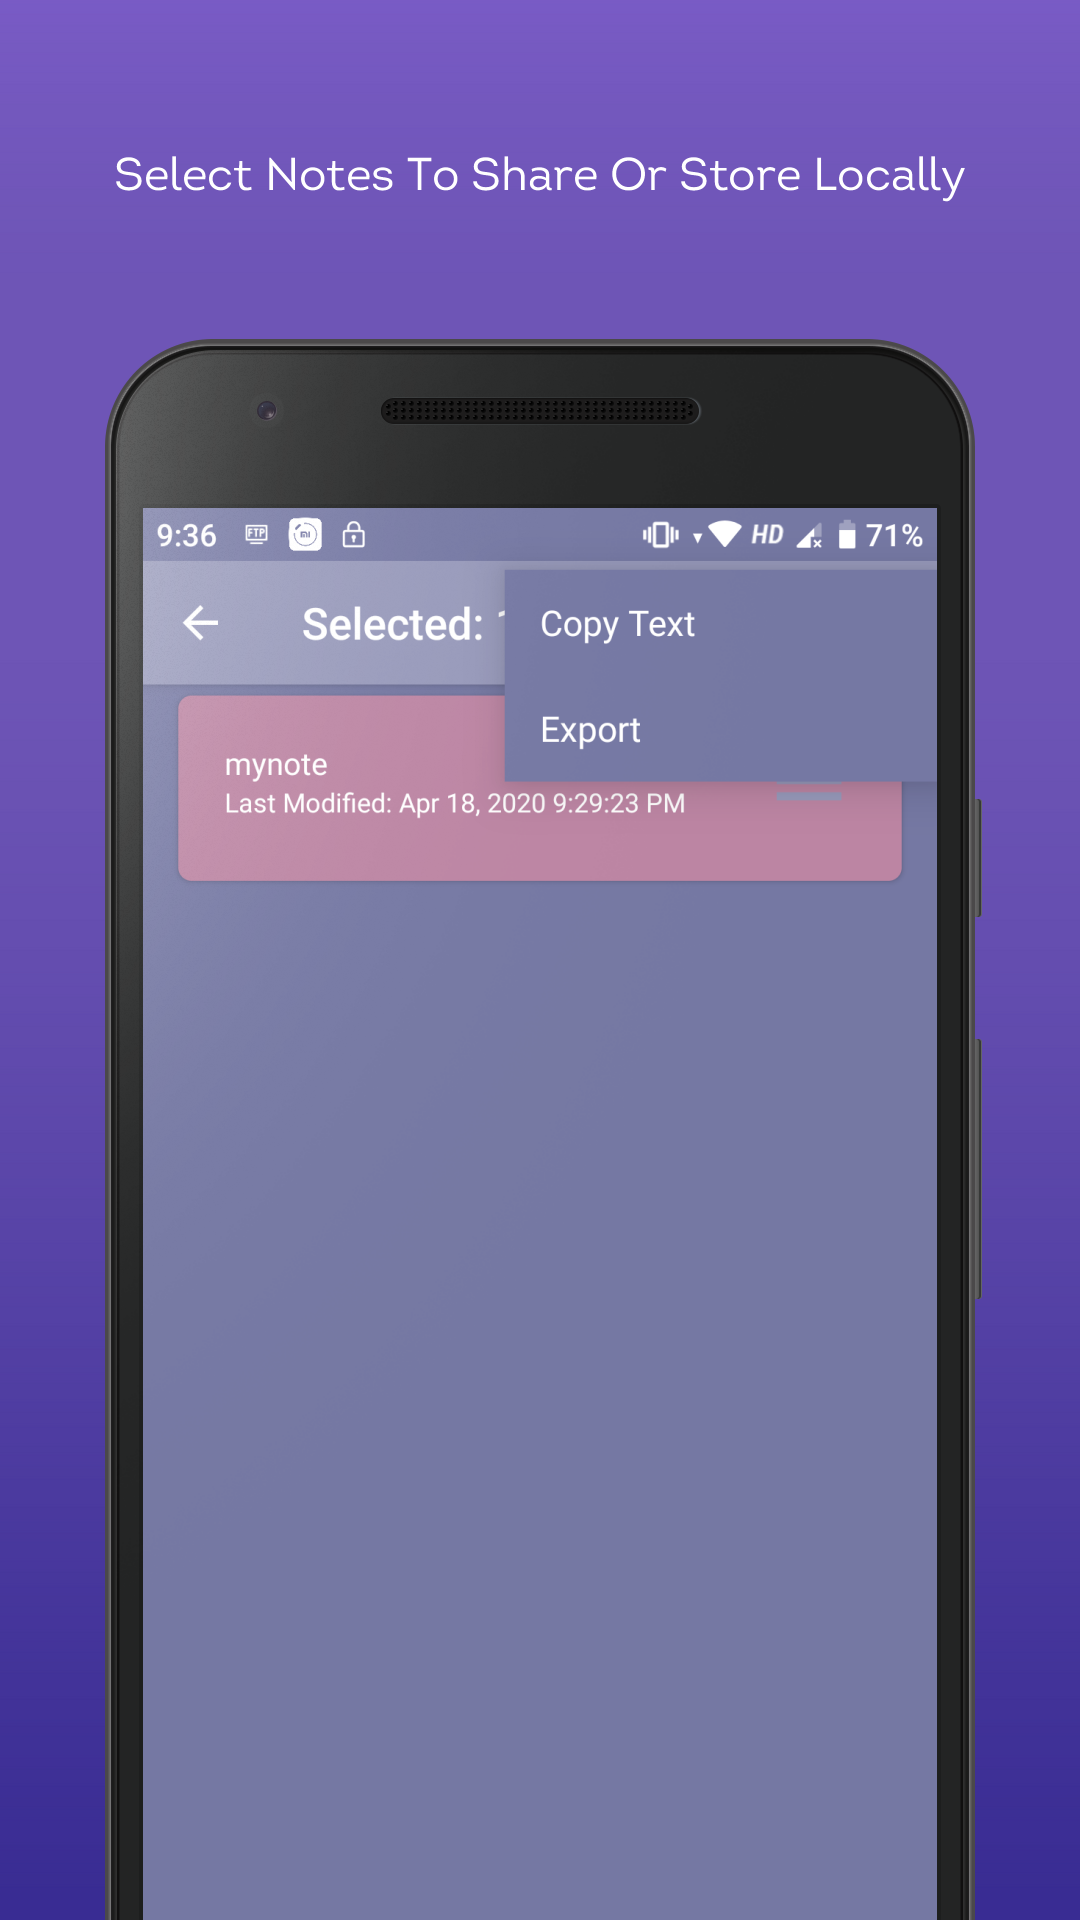 Select Notes To Share Or Store Locally
9:36 FTP mi HD 71%
Selected:
Copy Text
Export
mynote
Last Modified: Apr 18, 2020 9:29:23 PM